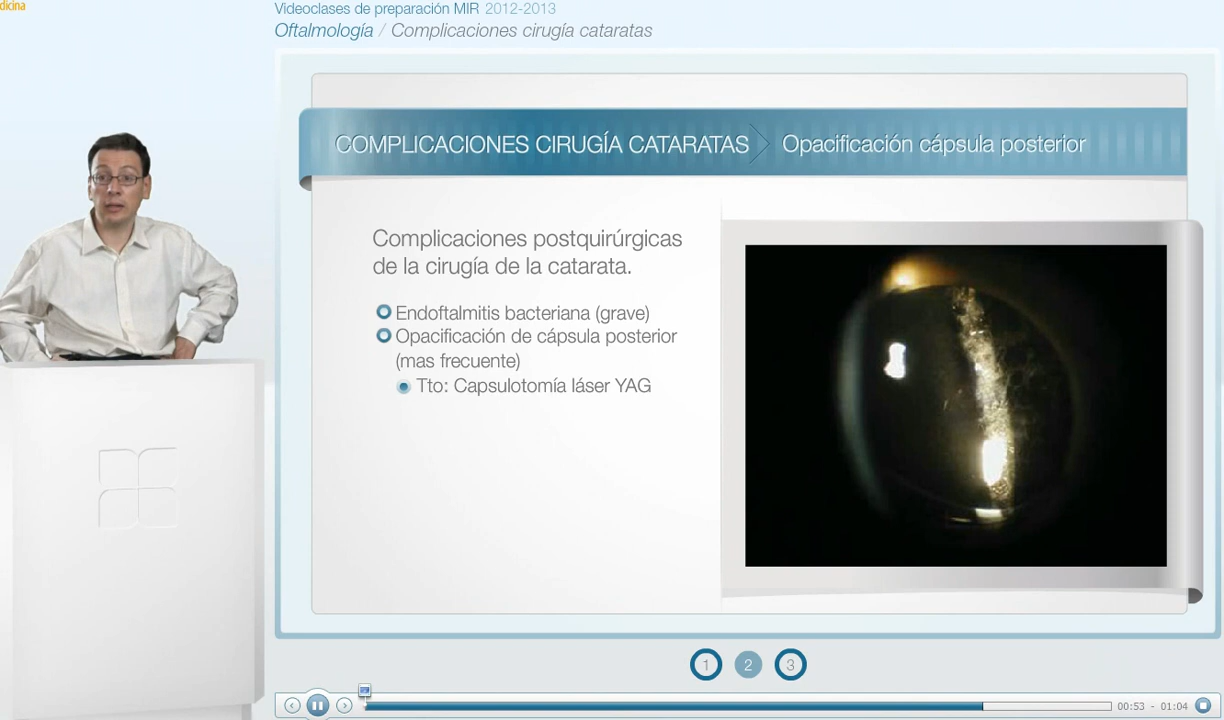 dicina
Videoclases de preparación MIR 2012-2013
Oftalmología / Complicaciones cirugía cataratas
COMPLICACIONES CIRUGÍA CATARATAS
Opacificación cápsula posterior
Complicaciones postquirúrgicas
de la cirugía de la catarata.
Endoftalmitis bacteriana (grave)
Opacificación de cápsula posterior
(mas frecuente)
Tto: Capsulotomía láser YAG
1 2 3
00:53 - 01:04